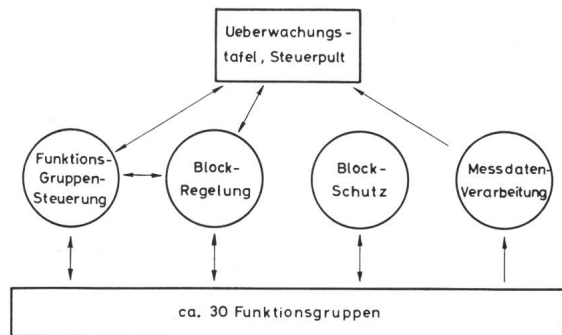 Ueberwachungs-
tafel, Steuerpult
Funktions-
Gruppen-
Steuerung
Block-
Regelung
Block-
Schutz
Messdaten-
Verarbeitung
ca. 30 Funktionsgruppen